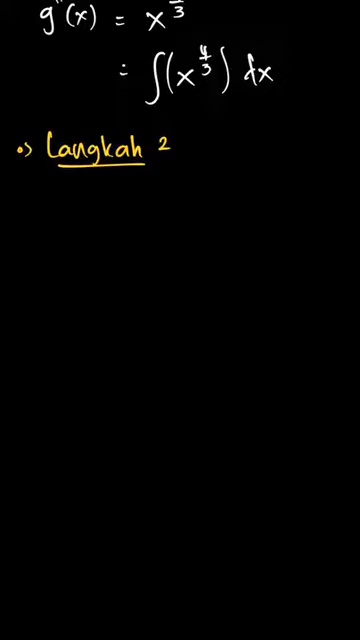 g''(x) = x^{4/3}
= ∫(x^{4/3}) dx
•> Langkah 2